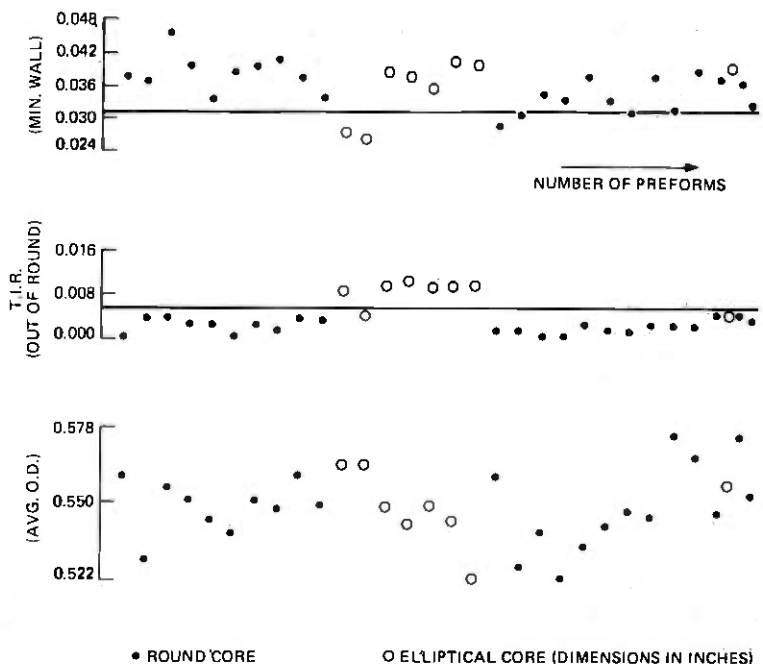 (MIN. WALL)
0.048
0.042
0.036
0.030
0.024
NUMBER OF PREFORMS
T.I.R.
(OUT OF ROUND)
0.016
0.008
0.000
(AVG. O.D.)
0.578
0.550
0.522
ROUND CORE
ELLIPTICAL CORE (DIMENSIONS IN INCHES)